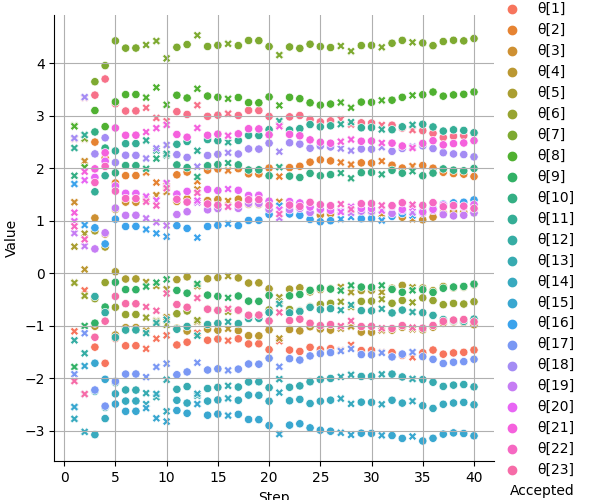 Value
4
3
2
1
0
−1
−2
−3
0
5
10
15
20
25
30
35
40
Step
θ[1]
θ[2]
θ[3]
θ[4]
θ[5]
θ[6]
θ[7]
θ[8]
θ[9]
θ[10]
θ[11]
θ[12]
θ[13]
θ[14]
θ[15]
θ[16]
θ[17]
θ[18]
θ[19]
θ[20]
θ[21]
θ[22]
θ[23]
Accepted